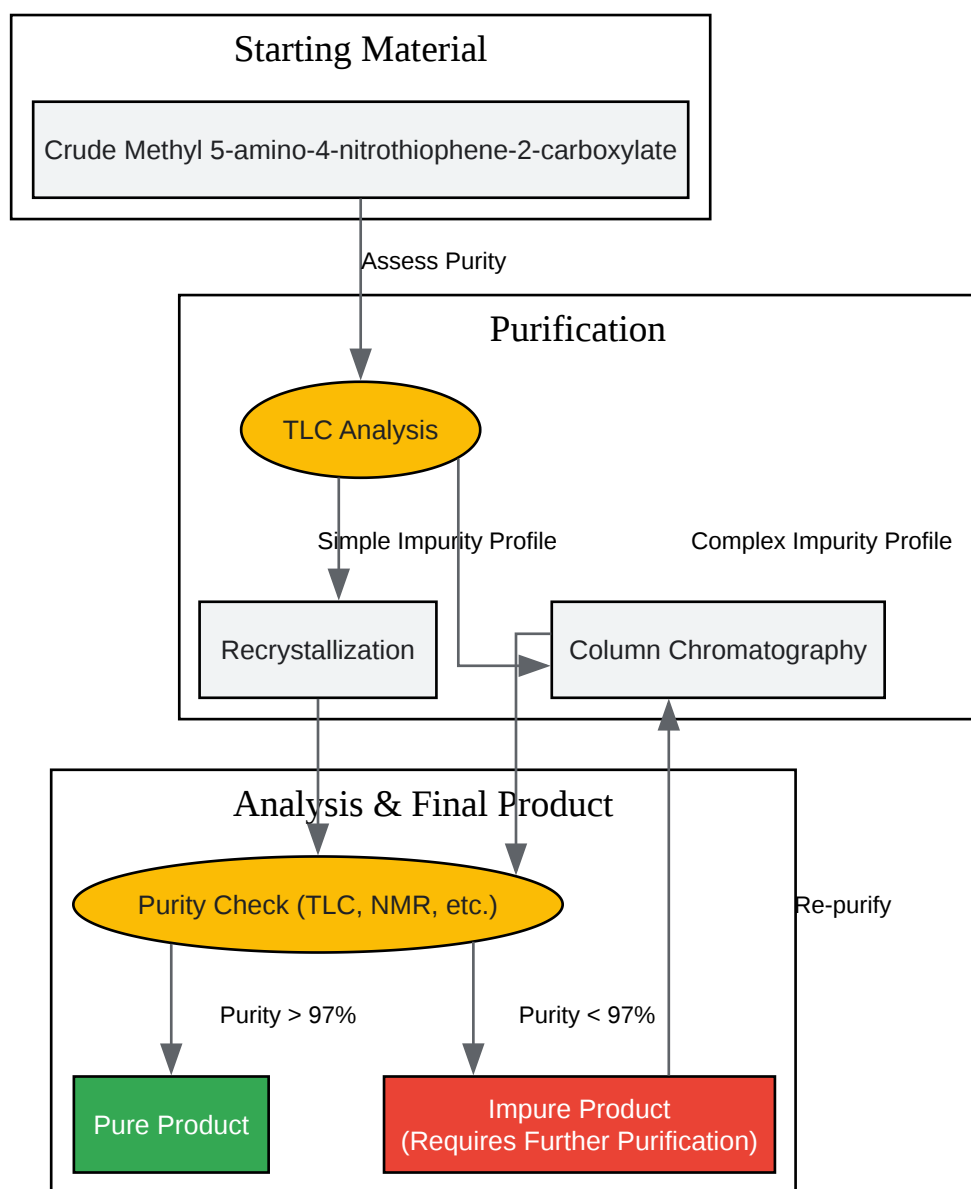 Starting Material
Crude Methyl 5-amino-4-nitrothiophene-2-carboxylate
Assess Purity
Purification
TLC Analysis
Simple Impurity Profile
Complex Impurity Profile
Recrystallization
Column Chromatography
Analysis & Final Product
Purity Check (TLC, NMR, etc.)
Re-purify
Purity > 97%
Purity < 97%
Pure Product
Impure Product
(Requires Further Purification)